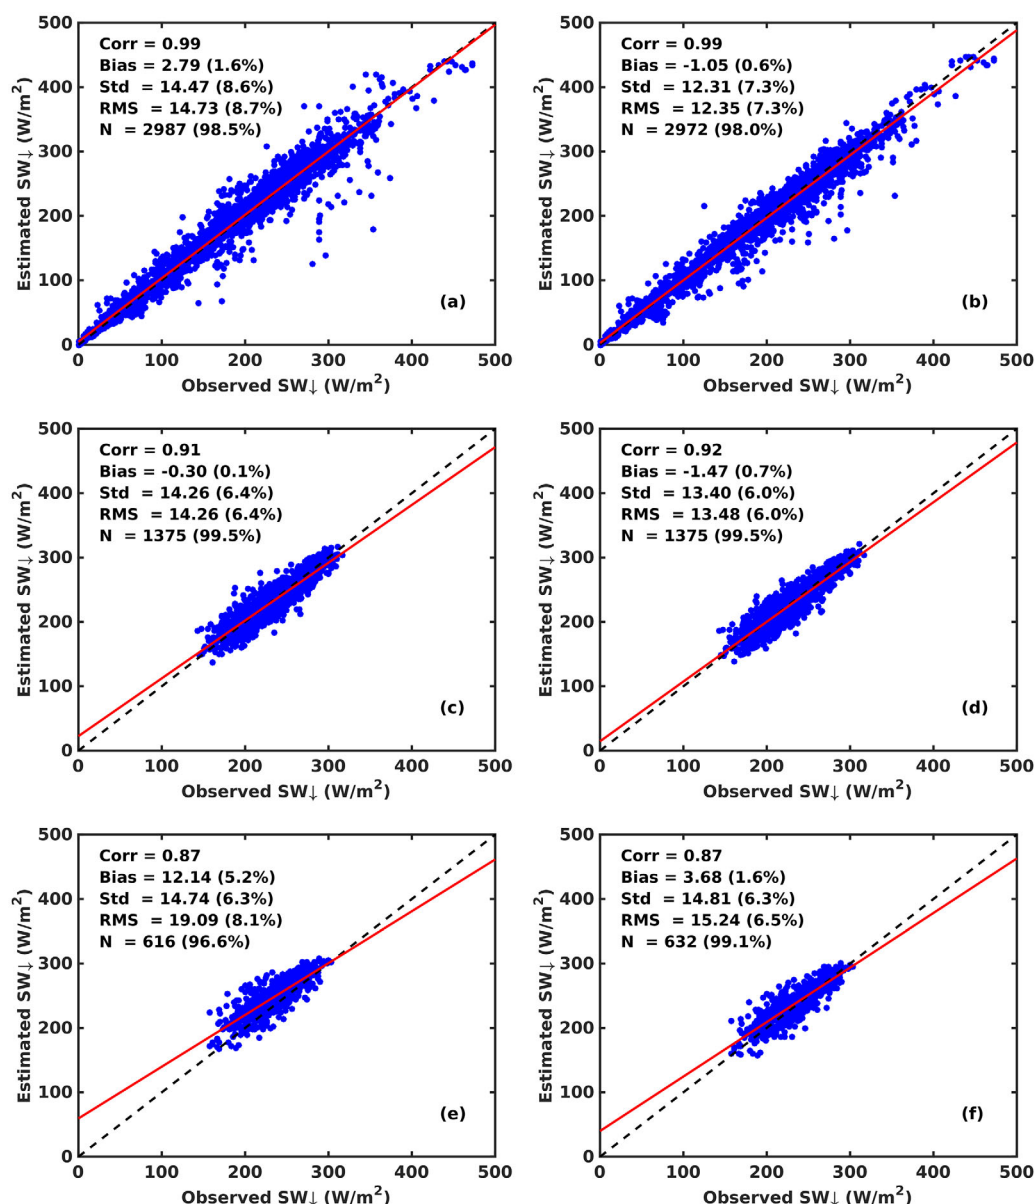 Corr = 0.99
Bias = 2.79 (1.6%)
Std = 14.47 (8.6%)
RMS = 14.73 (8.7%)
N = 2987 (98.5%)
(a)
500
400
300
200
100
0
0 100 200 300 400 500
Estimated SW↓ (W/m²)
Observed SW↓ (W/m²)
Corr = 0.99
Bias = -1.05 (0.6%)
Std = 12.31 (7.3%)
RMS = 12.35 (7.3%)
N = 2972 (98.0%)
(b)
500
400
300
200
100
0
0 100 200 300 400 500
Estimated SW↓ (W/m²)
Observed SW↓ (W/m²)
Corr = 0.91
Bias = -0.30 (0.1%)
Std = 14.26 (6.4%)
RMS = 14.26 (6.4%)
N = 1375 (99.5%)
(c)
500
400
300
200
100
0
0 100 200 300 400 500
Estimated SW↓ (W/m²)
Observed SW↓ (W/m²)
Corr = 0.92
Bias = -1.47 (0.7%)
Std = 13.40 (6.0%)
RMS = 13.48 (6.0%)
N = 1375 (99.5%)
(d)
500
400
300
200
100
0
0 100 200 300 400 500
Estimated SW↓ (W/m²)
Observed SW↓ (W/m²)
Corr = 0.87
Bias = 12.14 (5.2%)
Std = 14.74 (6.3%)
RMS = 19.09 (8.1%)
N = 616 (96.6%)
(e)
500
400
300
200
100
0
0 100 200 300 400 500
Estimated SW↓ (W/m²)
Observed SW↓ (W/m²)
Corr = 0.87
Bias = 3.68 (1.6%)
Std = 14.81 (6.3%)
RMS = 15.24 (6.5%)
N = 632 (99.1%)
(f)
500
400
300
200
100
0
0 100 200 300 400 500
Estimated SW↓ (W/m²)
Observed SW↓ (W/m²)